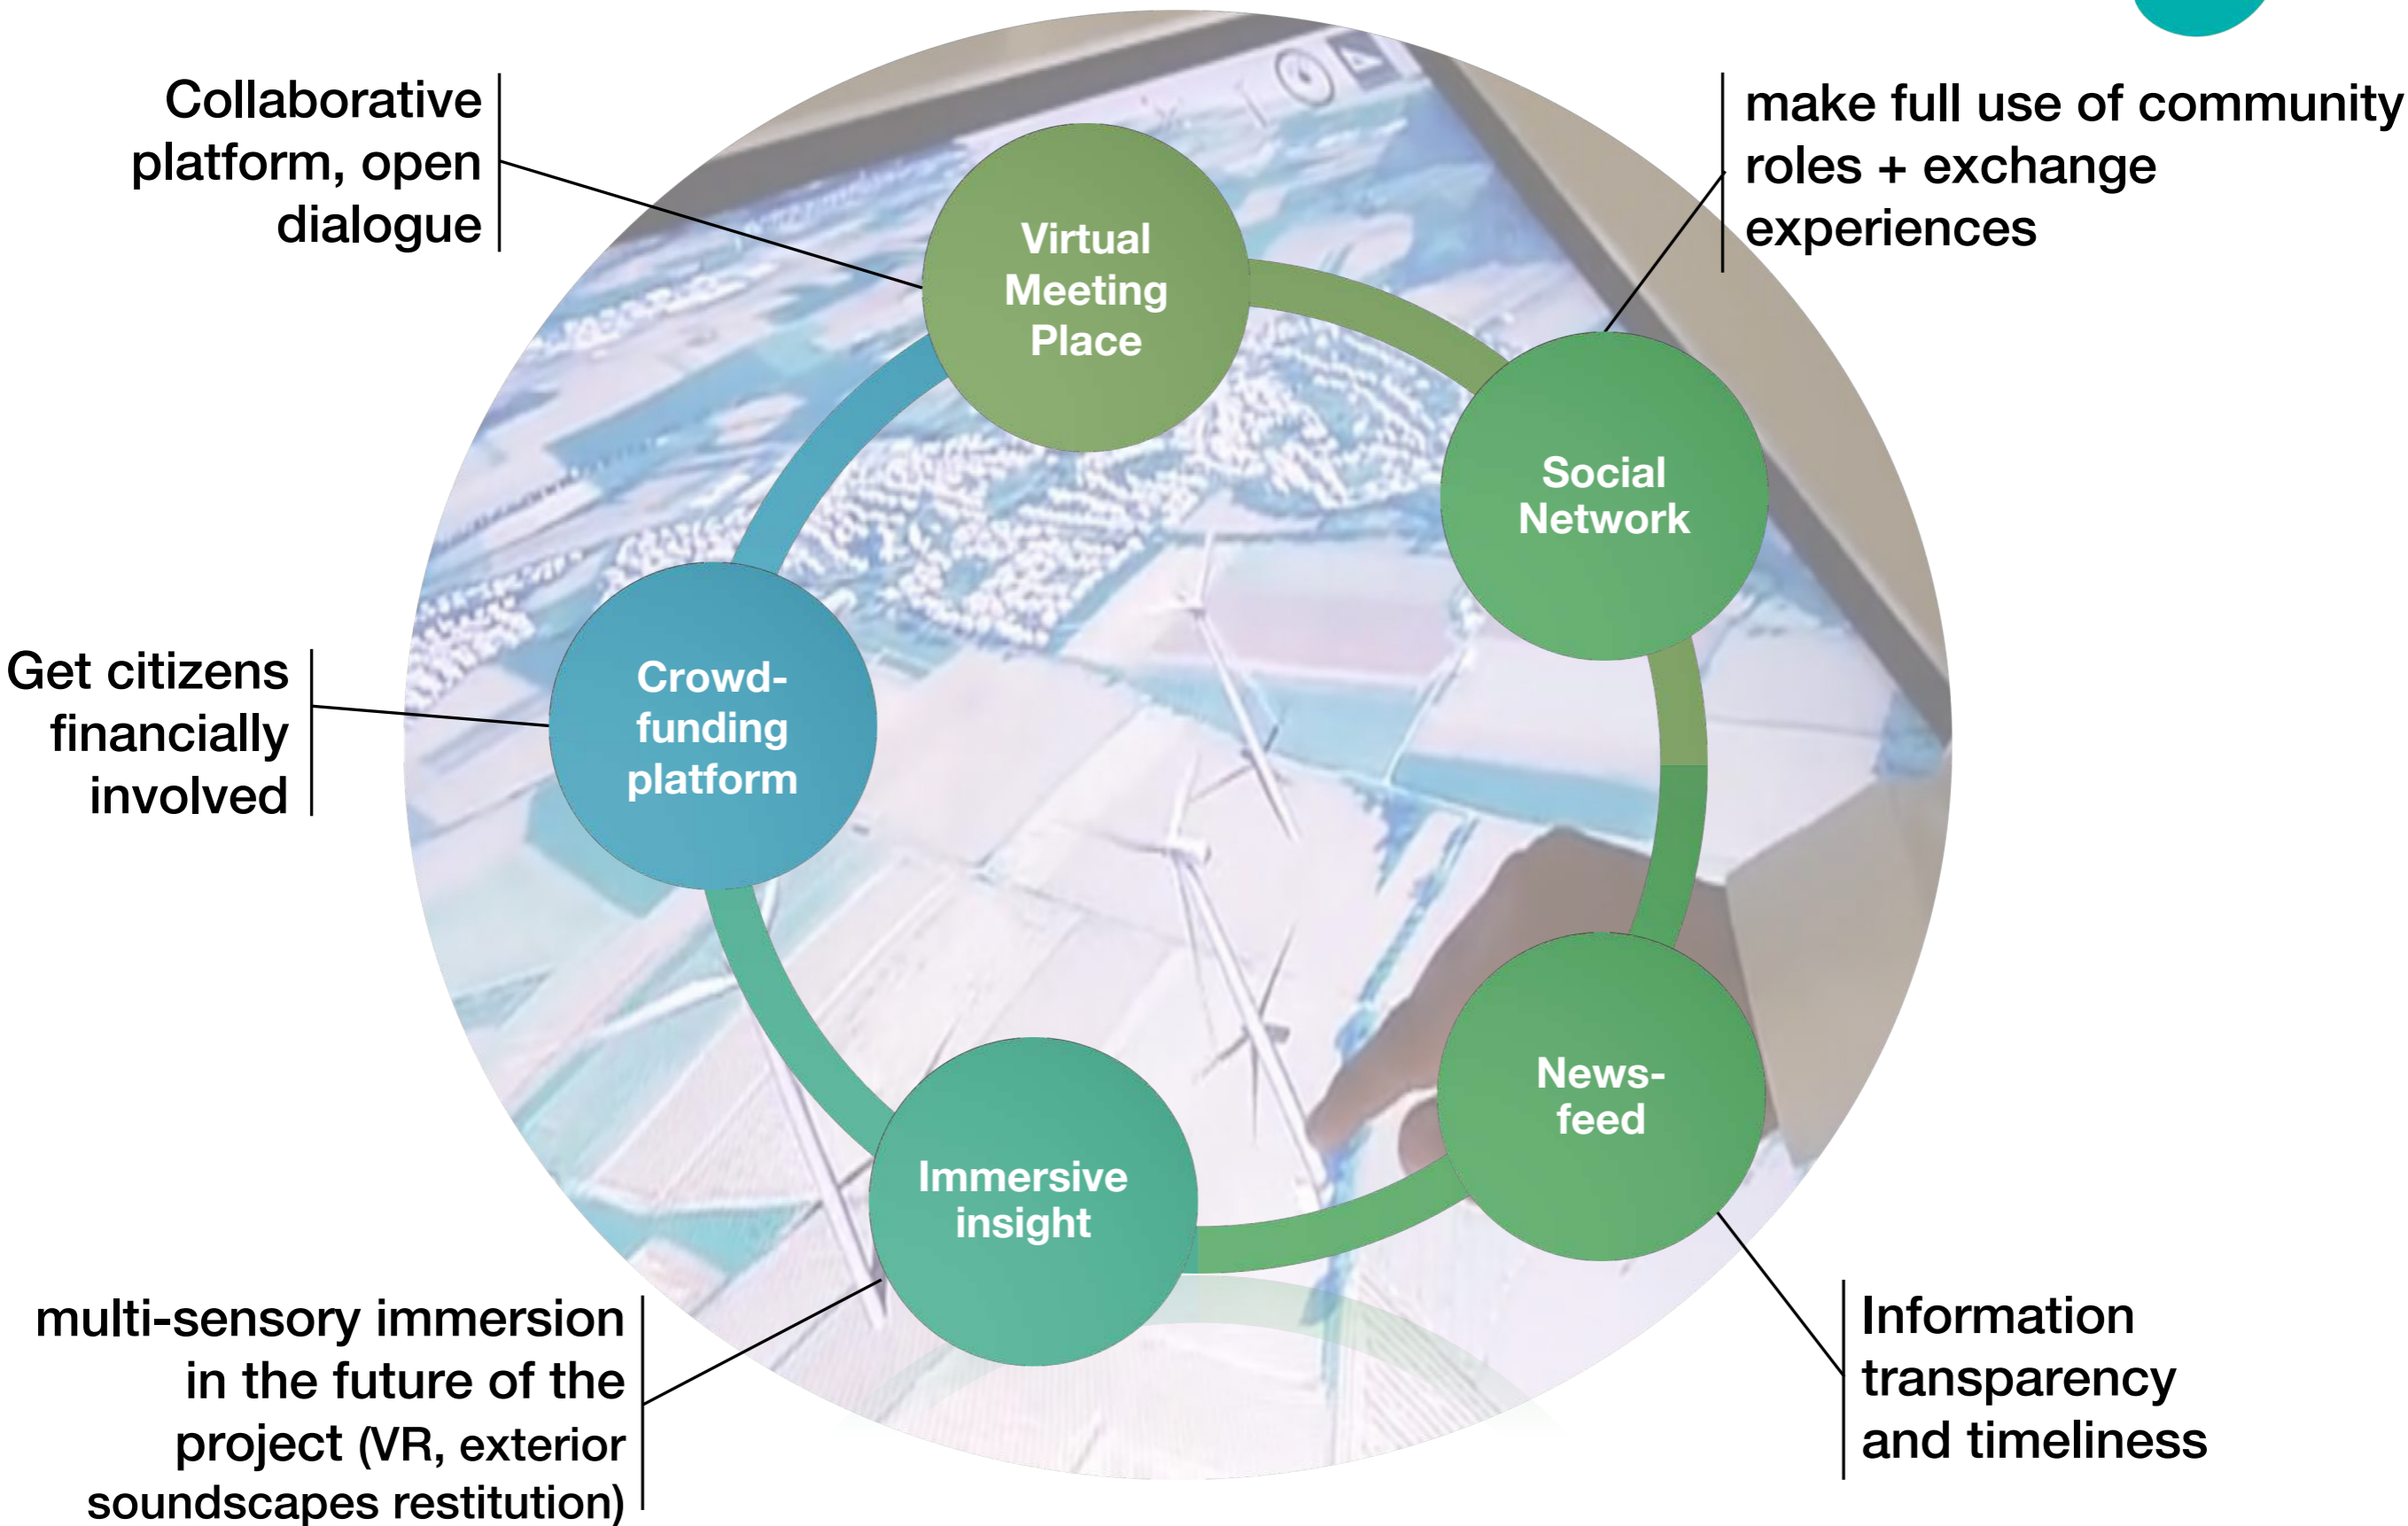 Collaborative
platform, open
dialogue
make full use of community
roles + exchange
experiences
Virtual
Meeting
Place
Social
Network
Get citizens
financially
involved
Crowd-
funding
platform
News-
feed
Immersive
insight
multi-sensory immersion
in the future of the
project (VR, exterior
soundscapes restitution)
Information
transparency
and timeliness